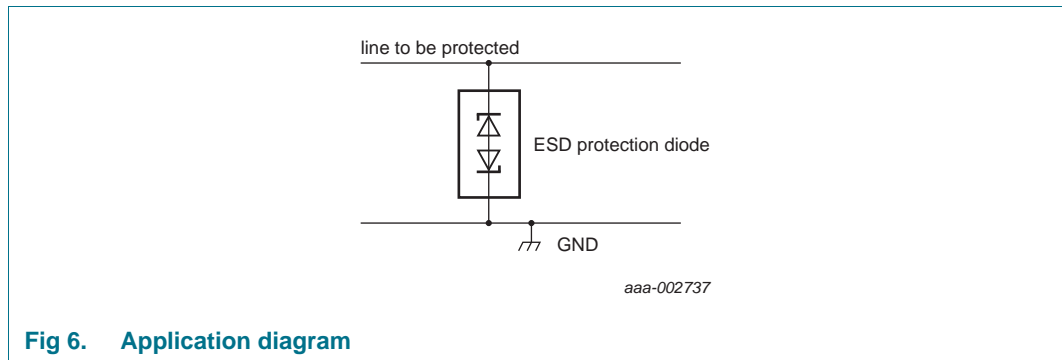 line to be protected
ESD protection diode
GND
aaa-002737
Fig 6. Application diagram